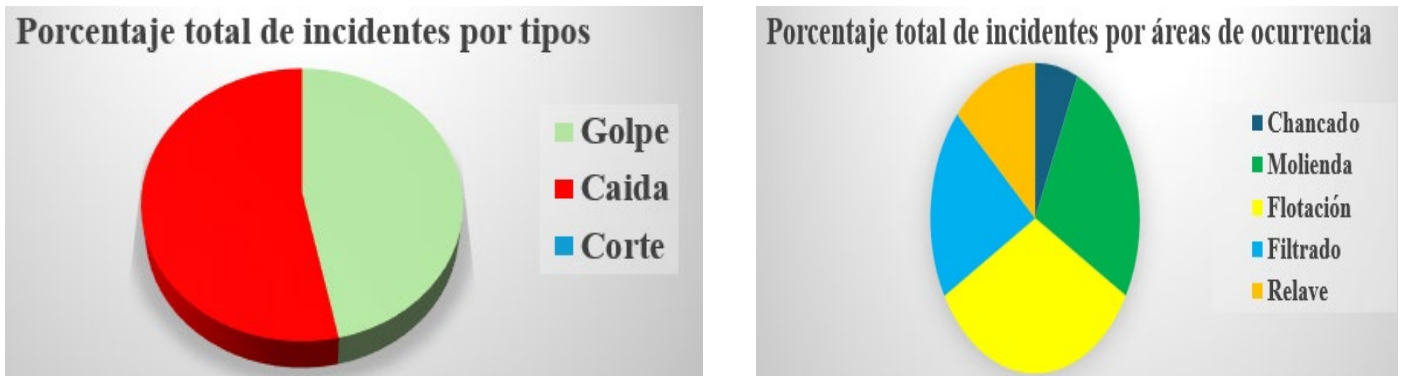 Porcentaje total de incidentes por tipos
Golpe
Caida
Corte
Porcentaje total de incidentes por áreas de ocurrencia
Chancado
Molienda
Flotación
Filtrado
Relave